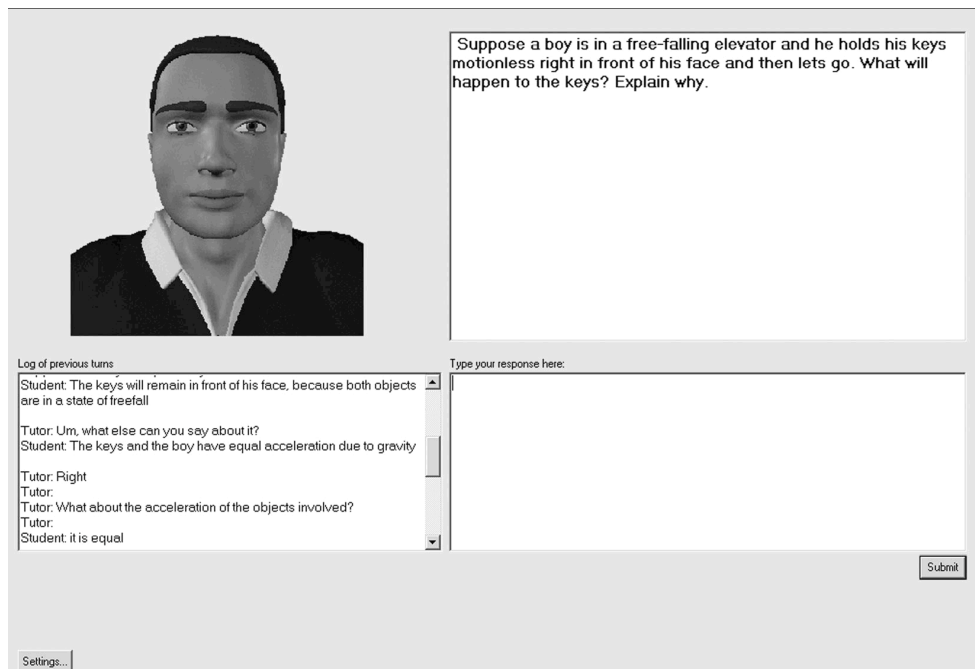 Suppose a boy is in a free-falling elevator and he holds his keys
motionless right in front of his face and then lets go. What will
happen to the keys? Explain why.
Log of previous turns
Student: The keys will remain in front of his face, because both objects
are in a state of freefall
Tutor: Um, what else can you say about it?
Student: The keys and the boy have equal acceleration due to gravity
Tutor: Right
Tutor:
Tutor: What about the acceleration of the objects involved?
Tutor:
Student: it is equal
Type your response here:
Submit
Settings...